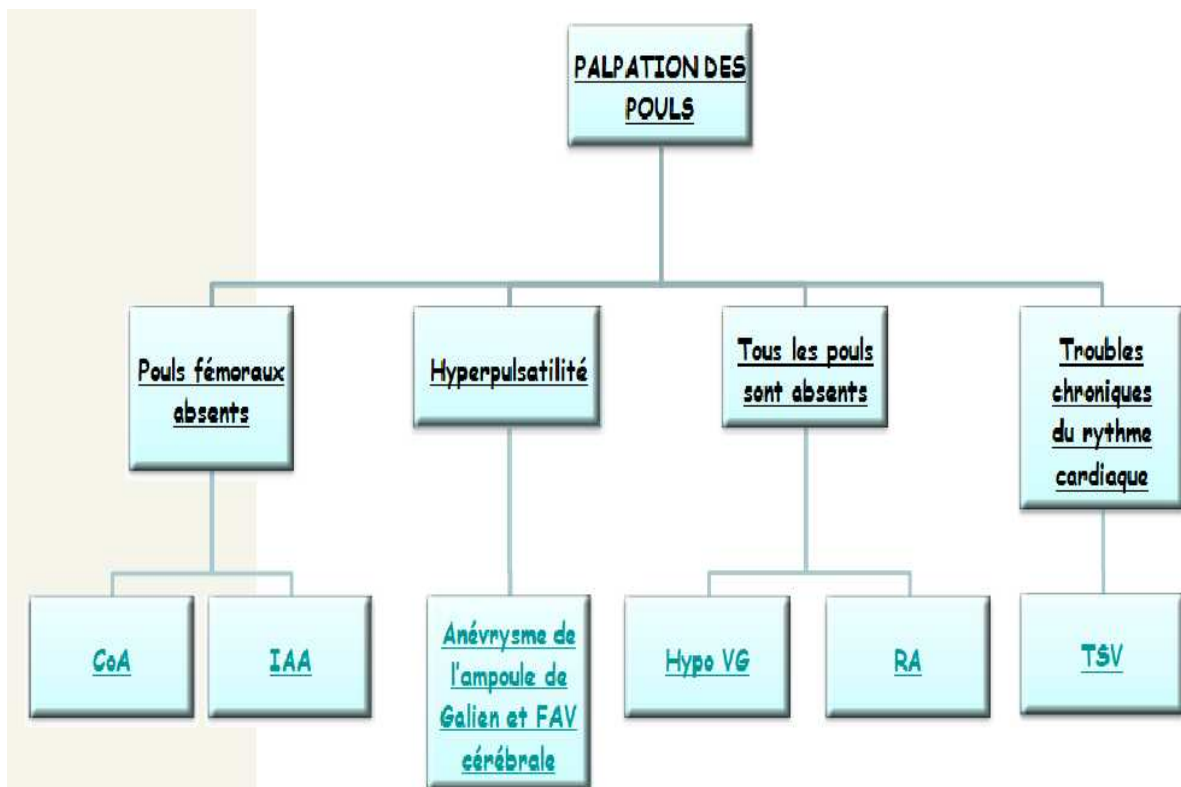 PALPATION DES
POULS
Pouls fémoraux
absents
Hyperpulsatilité
Tous les pouls
sont absents
Troubles
chroniques
du rythme
cardiaque
CoA
IAA
Anévrysme de
l'ampoule de
Galien et FAV
cérébrale
Hypo VG
RA
TSV